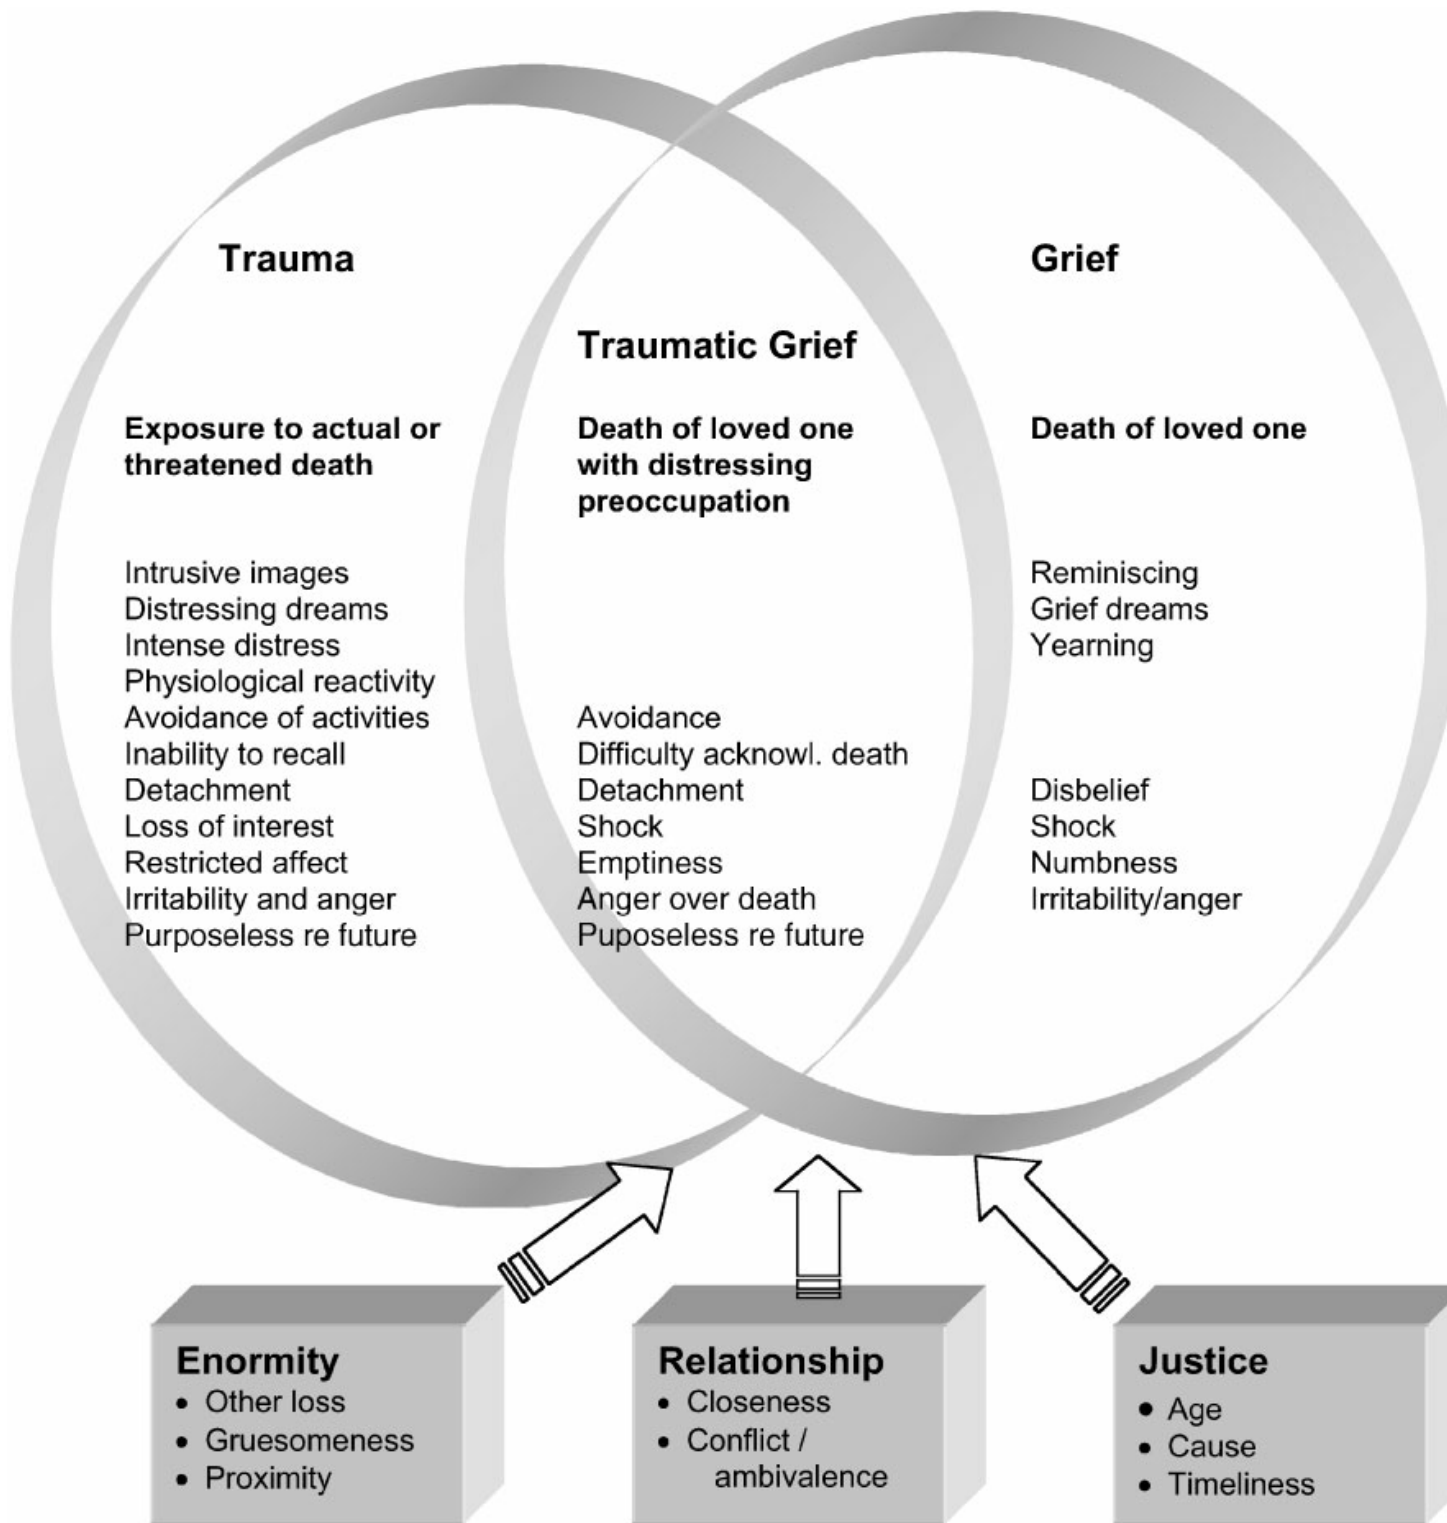 Trauma
Exposure to actual or
threatened death
Intrusive images
Distressing dreams
Intense distress
Physiological reactivity
Avoidance of activities
Inability to recall
Detachment
Loss of interest
Restricted affect
Irritability and anger
Purposeless re future
Traumatic Grief
Death of loved one
with distressing
preoccupation
Avoidance
Difficulty acknowl. death
Detachment
Shock
Emptiness
Anger over death
Puposeless re future
Grief
Death of loved one
Reminiscing
Grief dreams
Yearning
Disbelief
Shock
Numbness
Irritability/anger
Enormity
• Other loss
• Gruesomeness
• Proximity
Relationship
• Closeness
• Conflict /
ambivalence
Justice
• Age
• Cause
• Timeliness